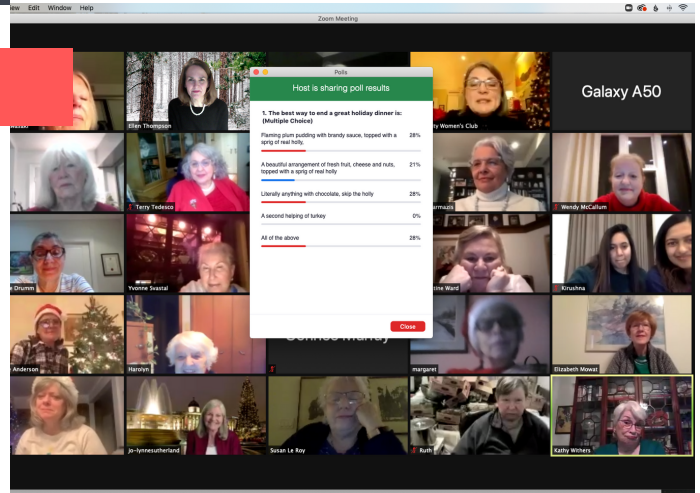 Edit Window Help
Zoom Meeting
Polls
Host is sharing poll results
1. The best way to end a great holiday dinner is:
(Multiple Choice)
Flaming plum pudding with brandy sauce, topped with a
sprig of real holly,
28%
A beautiful arrangement of fresh fruit, cheese and nuts,
topped with a sprig of real holly
21%
Literally anything with chocolate, skip the holly
28%
A second helping of turkey
0%
All of the above
28%
Close
Ellen Thompson
Women's Club
Galaxy A50
Terry Tedesco
Wendy McCallum
Drumm
Yvonne Svastal
Ward
Kirushna
Anderson
Harolyn
Murray
margaret
Elizabeth Mowat
Jo-lynnesutherland
Susan Le Roy
Ruth
Kathy Withers